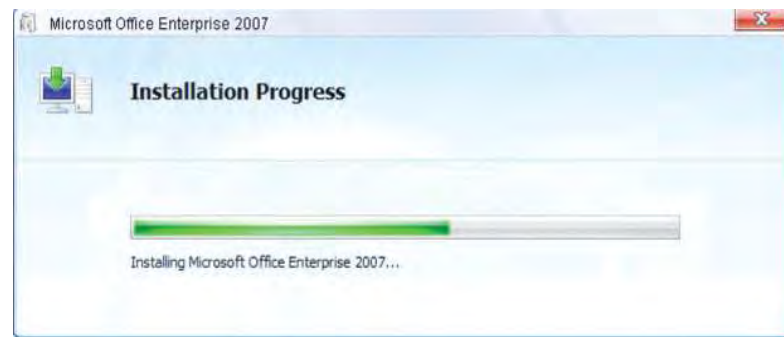 Microsoft Office Enterprise 2007
Installation Progress
Installing Microsoft Office Enterprise 2007...